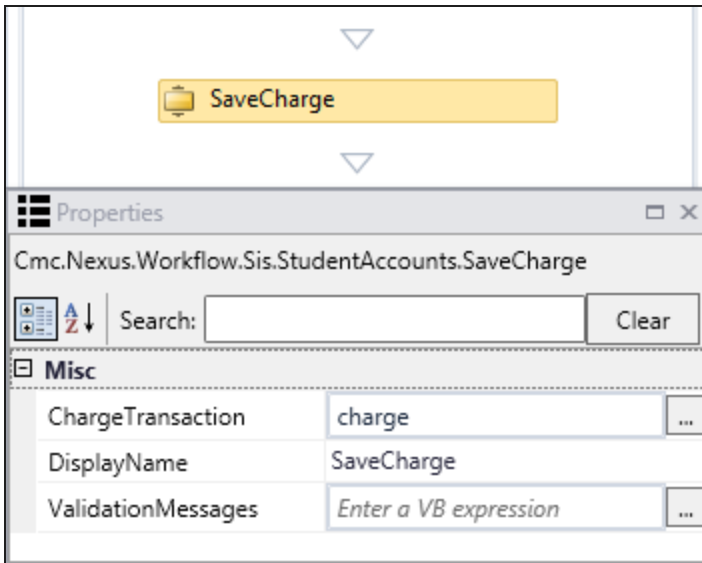 SaveCharge
Properties
Cmc.Nexus.Workflow.Sis.StudentAccounts.SaveCharge
A Z Search: Clear
Misc
ChargeTransaction charge ...
DisplayName SaveCharge
ValidationMessages Enter a VB expression ...